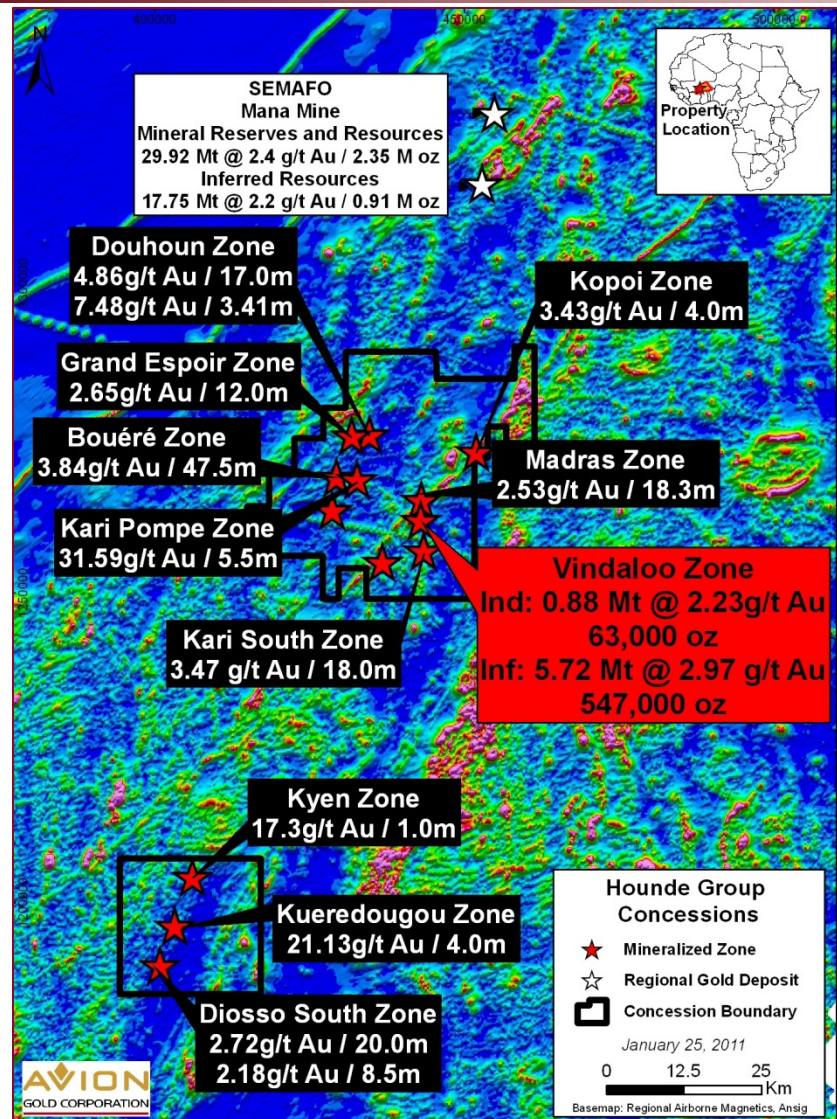 400000
450000
500000
N
SEMAFO
Mana Mine
Mineral Reserves and Resources
29.92 Mt @ 2.4 g/t Au / 2.35 M oz
Inferred Resources
17.75 Mt @ 2.2 g/t Au / 0.91 M oz
Property
Location
Douhoun Zone
4.86g/t Au / 17.0m
7.48g/t Au / 3.41m
Kopoi Zone
3.43g/t Au / 4.0m
Grand Espoir Zone
2.65g/t Au / 12.0m
Bouéré Zone
3.84g/t Au / 47.5m
Madras Zone
2.53g/t Au / 18.3m
Kari Pompe Zone
31.59g/t Au / 5.5m
Vindaloo Zone
Ind: 0.88 Mt @ 2.23g/t Au
63,000 oz
Inf: 5.72 Mt @ 2.97 g/t Au
547,000 oz
1250000
Kari South Zone
3.47 g/t Au / 18.0m
Kyen Zone
17.3g/t Au / 1.0m
1200000
Kueredougou Zone
21.13g/t Au / 4.0m
Diosso South Zone
2.72g/t Au / 20.0m
2.18g/t Au / 8.5m
Hounde Group
Concessions
Mineralized Zone
Regional Gold Deposit
Concession Boundary
January 25, 2011
0 12.5 25
Km
Basemap: Regional Airborne Magnetics, Ansig
AVION
GOLD CORPORATION